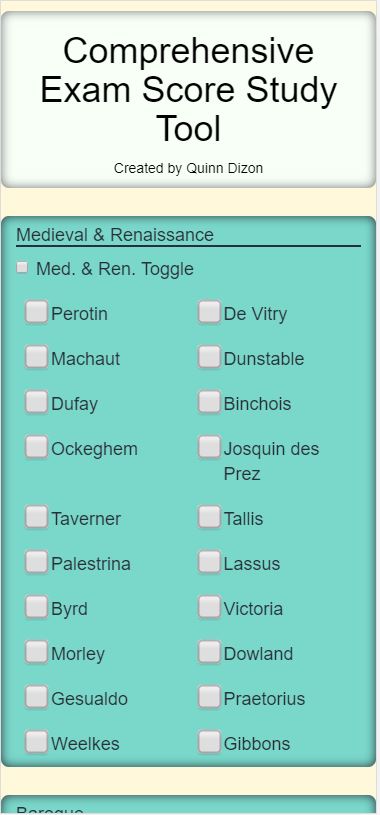 Comprehensive
Exam Score Study
Tool
Created by Quinn Dizon
Medieval & Renaissance
Med. & Ren. Toggle
Perotin
De Vitry
Machaut
Dunstable
Dufay
Binchois
Ockeghem
Josquin des
Prez
Taverner
Tallis
Palestrina
Lassus
Byrd
Victoria
Morley
Dowland
Gesualdo
Praetorius
Weelkes
Gibbons
Baroque